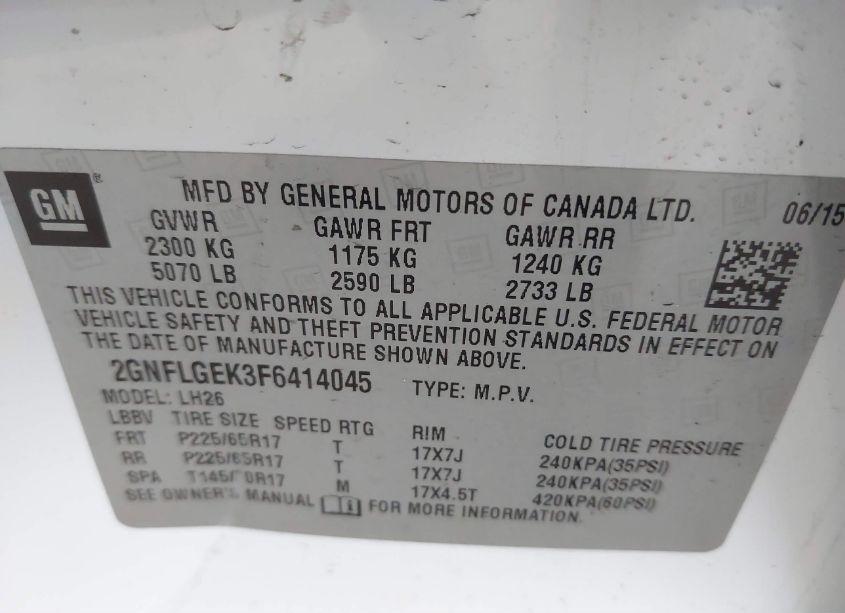 GM®
MFD BY GENERAL MOTORS OF CANADA LTD. 06/15
GVWR GAWR FRT GAWR RR
2300 KG 1175 KG 1240 KG
5070 LB 2590 LB 2733 LB
THIS VEHICLE CONFORMS TO ALL APPLICABLE U.S. FEDERAL MOTOR
VEHICLE SAFETY AND THEFT PREVENTION STANDARDS IN EFFECT ON
THE DATE OF MANUFACTURE SHOWN ABOVE.
2GNFLGEK3F6414045 TYPE: M.P.V.
MODEL: LH26
LBBV TIRE SIZE SPEED RTG RIM COLD TIRE PRESSURE
FRT P225/65R17 T 17X7J 240KPA(35PSI)
RR P225/65R17 T 17X7J 240KPA(35PSI)
SPA M 17X4.5T 420KPA(60PSI)
SEE OWNER'S MANUAL FOR MORE INFORMATION.